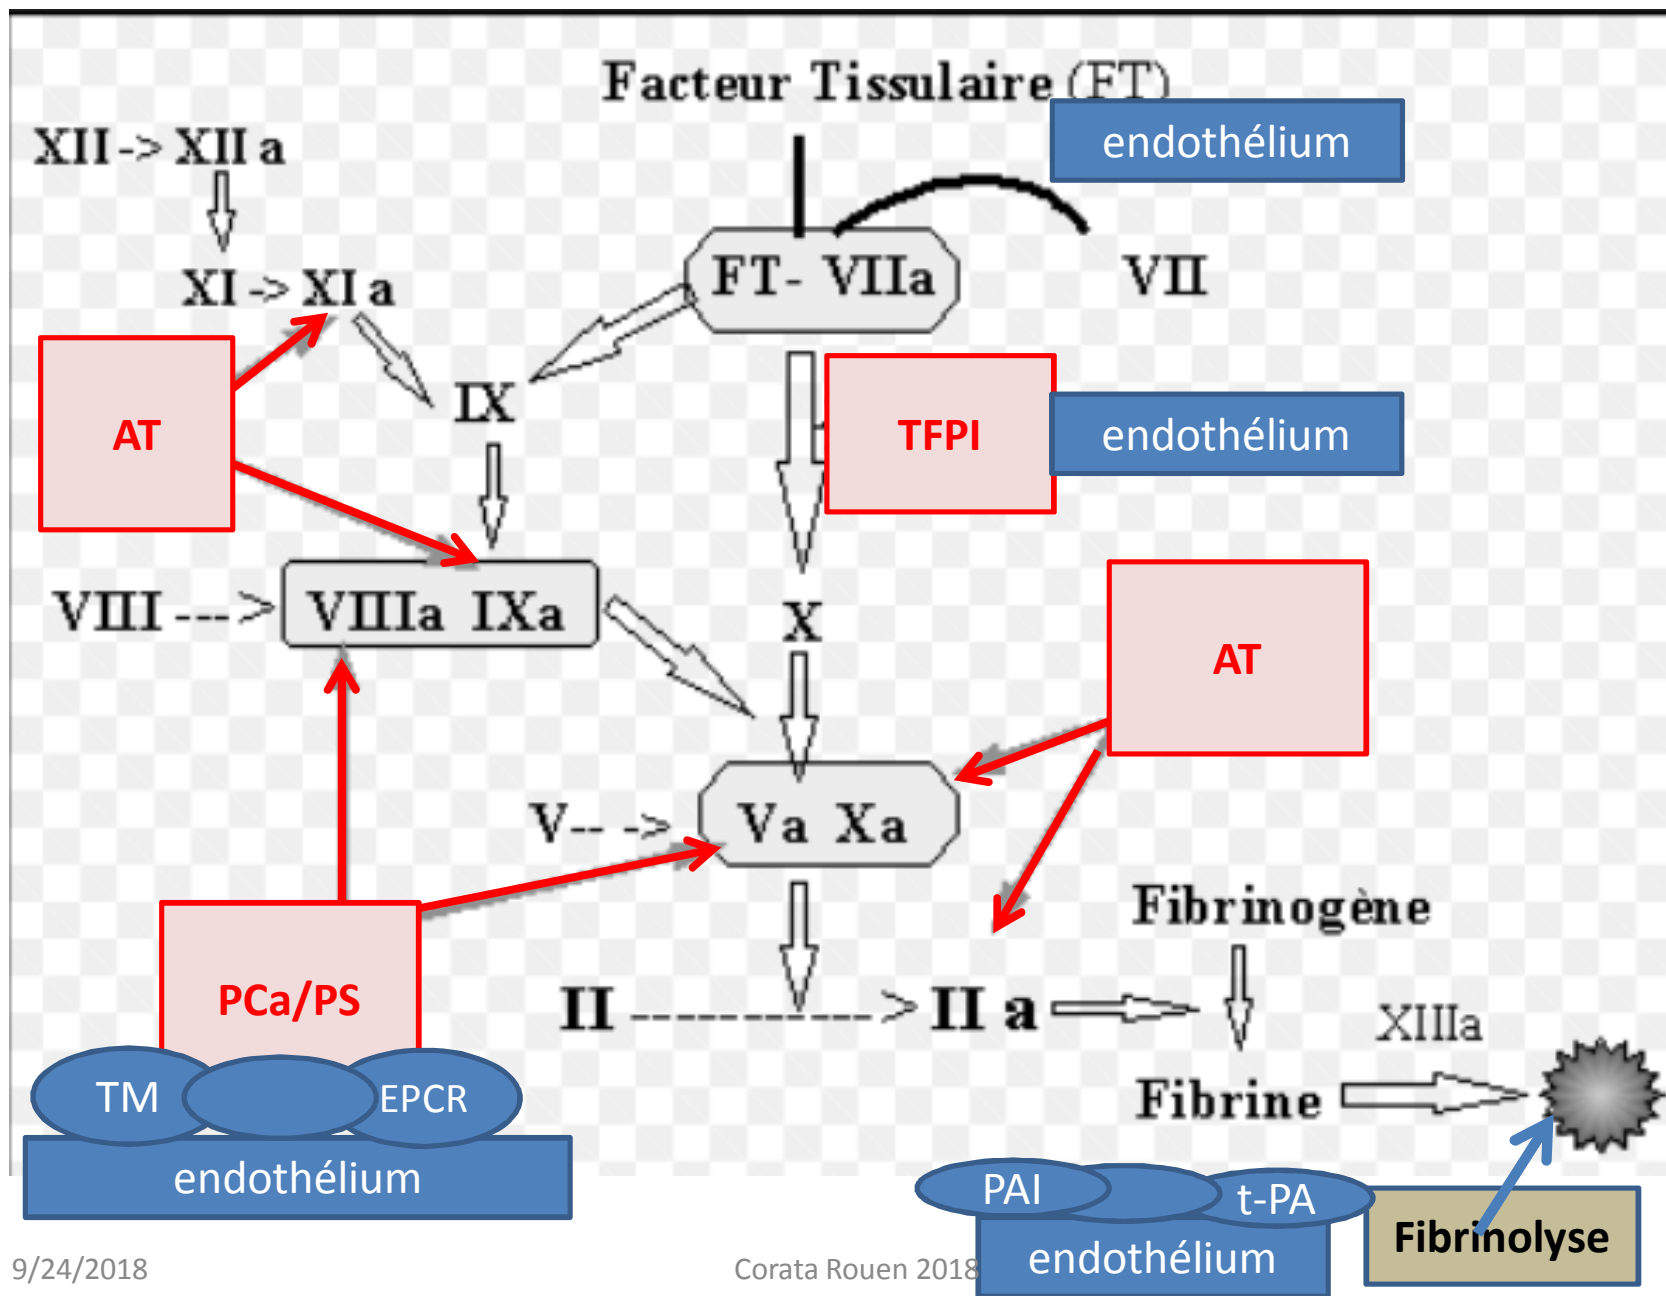 Facteur Tissulaire (FT)
endothélium
XII -> XII a
XI -> XI a
FT- VIIa
VII
AT
IX
TFPI
endothélium
VIII --->
VIIIa IXa
X
AT
V-- ->
Va Xa
Fibrinogène
PCa/PS
II -----------> II a
XIIIa
TM
EPCR
Fibrine
endothélium
PAI
t-PA
Fibrinolyse
endothélium
9/24/2018
Corata Rouen 2018